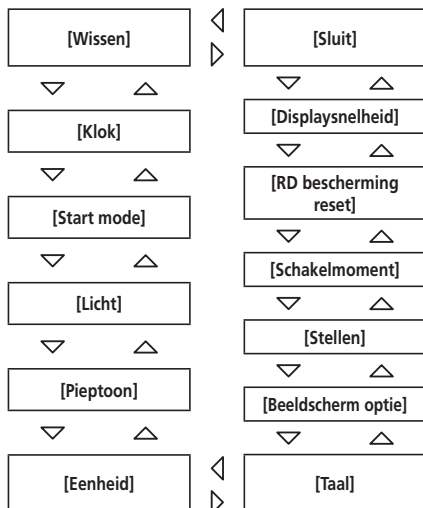 [Wissen]
[Klok]
[Start mode]
[Licht]
[Pieptoon]
[Eenheid]
[Sluit]
[Displaysnelheid]
[RD bescherming
reset]
[Schakelmoment]
[Stellen]
[Beeldscherm optie]
[Taal]